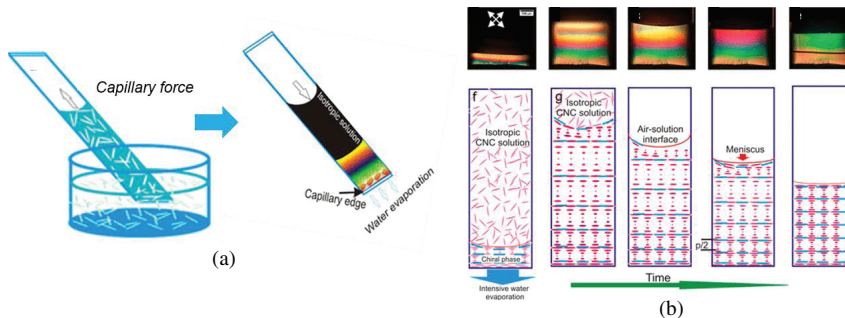 Capillary force
Isotropic solution
Capillary edge
Water evaporation
(a)
f
Isotropic
CNC solution
Chiral phase
Intensive water
evaporation
g
Isotropic
CNC solution
Air-solution
interface
Meniscus
p/2
Time
(b)